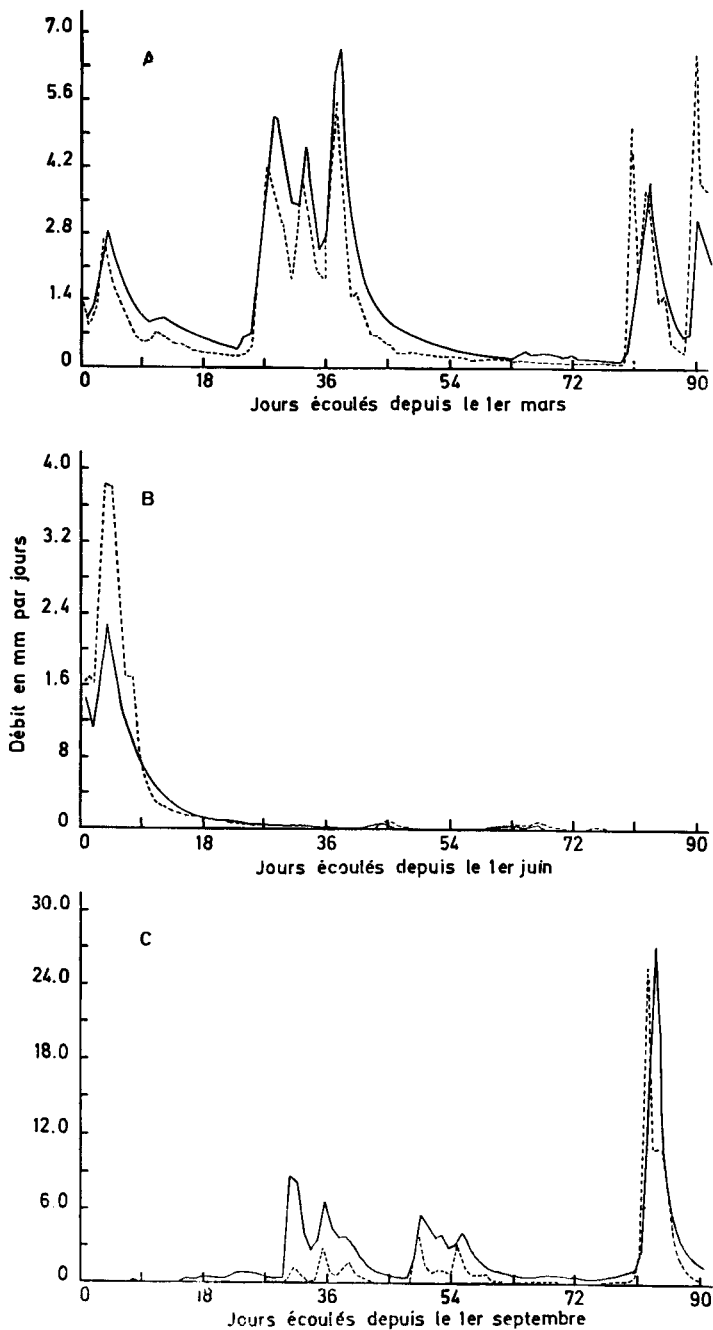 7.0
A
5.6
4.2
2.8
1.4
0
0 18 36 54 72 90
Jours écoulés depuis le 1er mars
4.0
B
3.2
2.4
1.6
8
0
0 18 36 54 72 90
Débit en mm par jours
Jours écoulés depuis le 1er juin
30.0
C
24.0
18.0
12.0
6.0
0
0 18 36 54 72 90
Jours écoulés depuis le 1er septembre